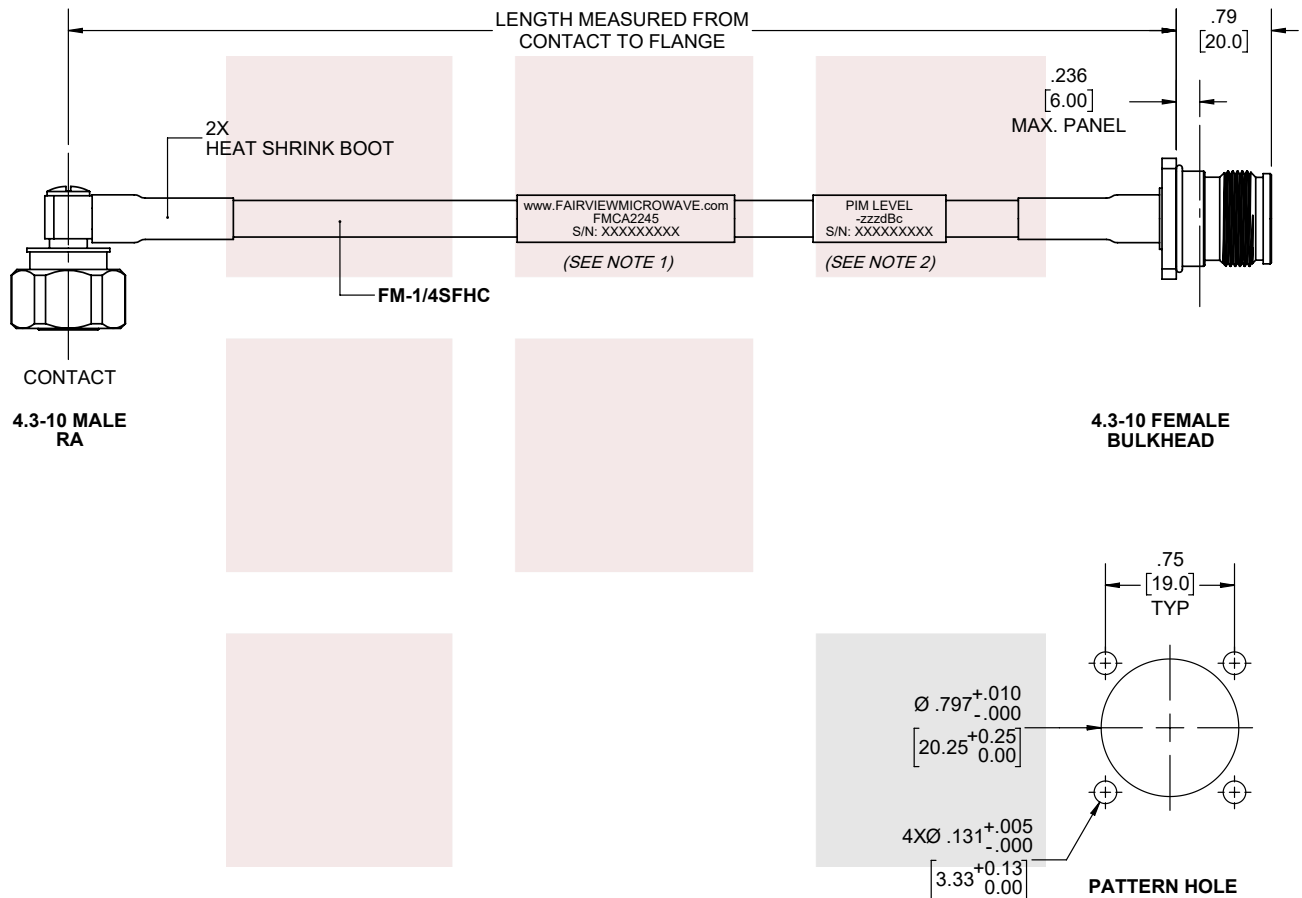 LENGTH MEASURED FROM
CONTACT TO FLANGE
.79
[20.0]
.236
[6.00]
MAX. PANEL
2X
HEAT SHRINK BOOT
www.FAIRVIEWMICROWAVE.com
FMCA2245
S/N: XXXXXXXXX
PIM LEVEL
-zzzdBc
S/N: XXXXXXXXX
(SEE NOTE 1)
(SEE NOTE 2)
FM-1/4SFHC
CONTACT
4.3-10 MALE
RA
4.3-10 FEMALE
BULKHEAD
.75
[19.0]
TYP
Ø .797 +.010
-.000
[20.25 +0.25
0.00]
4XØ .131 +.005
-.000
[3.33 +0.13
0.00]
PATTERN HOLE